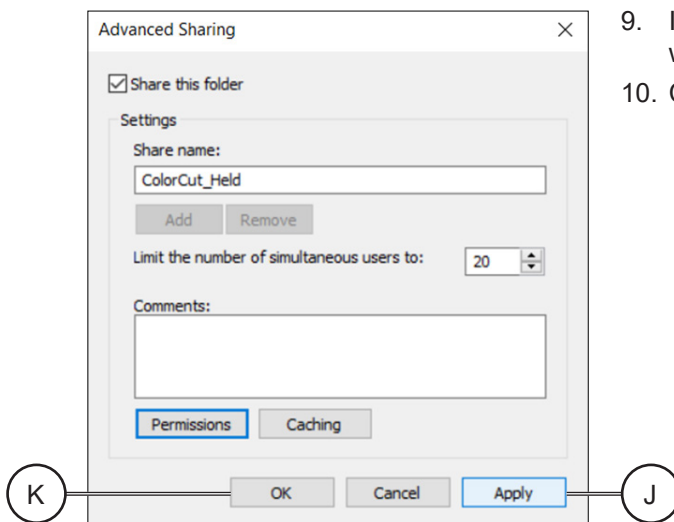 Advanced Sharing
Share this folder
Settings
Share name:
ColorCut_Held
Add Remove
Limit the number of simultaneous users to: 20
Comments:
Permissions Caching
K OK Cancel Apply J
9.
10.